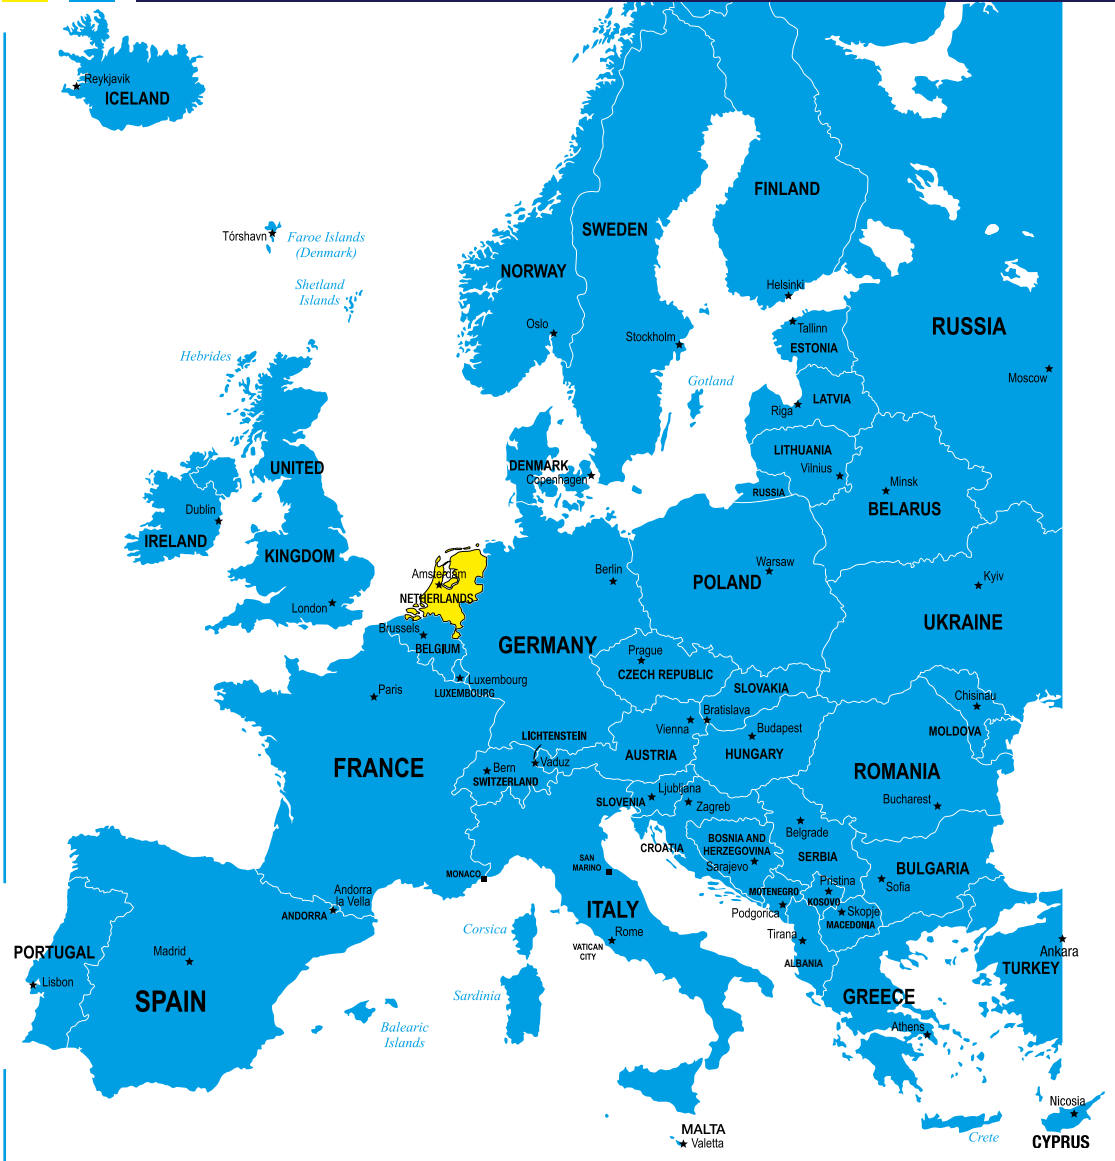 Reykjavik
ICELAND
FINLAND
SWEDEN
Tórshavn
Faroe Islands
(Denmark)
NORWAY
Shetland
Islands
Helsinki
Oslo
Stockholm
Tallinn
RUSSIA
ESTONIA
Hebrides
Moscow
Gotland
LATVIA
Riga
LITHUANIA
Vilnius
UNITED
DENMARK
Copenhagen
Minsk
RUSSIA
BELARUS
Dublin
IRELAND
KINGDOM
Amsterdam
Berlin
Warsaw
POLAND
Kyiv
NETHERLANDS
London
UKRAINE
Brussels
BELGIUM
GERMANY
Prague
CZECH REPUBLIC
Luxembourg
LUXEMBOURG
SLOVAKIA
Paris
Chisinau
Bratislava
Vienna
Budapest
MOLDOVA
LICHTENSTEIN
AUSTRIA
HUNGARY
FRANCE
Bern
Vaduz
SWITZERLAND
ROMANIA
Ljubljana
SLOVENIA
Zagreb
Bucharest
Belgrade
BOSNIA AND
HERZEGOVINA
CROATIA
SERBIA
SAN
MARINO
Sarajevo
BULGARIA
MONACO
Pristina
Sofia
Andorra
la Vella
MOTENEGRO
KOSOVO
ANDORRA
ITALY
Podgorica
Skopje
MACEDONIA
Corsica
Rome
Tirana
VATICAN
CITY
PORTUGAL
Madrid
Ankara
ALBANIA
TURKEY
Lisbon
SPAIN
Sardinia
GREECE
Balearic
Islands
Athens
Nicosia
MALTA
Valetta
Crete
CYPRUS